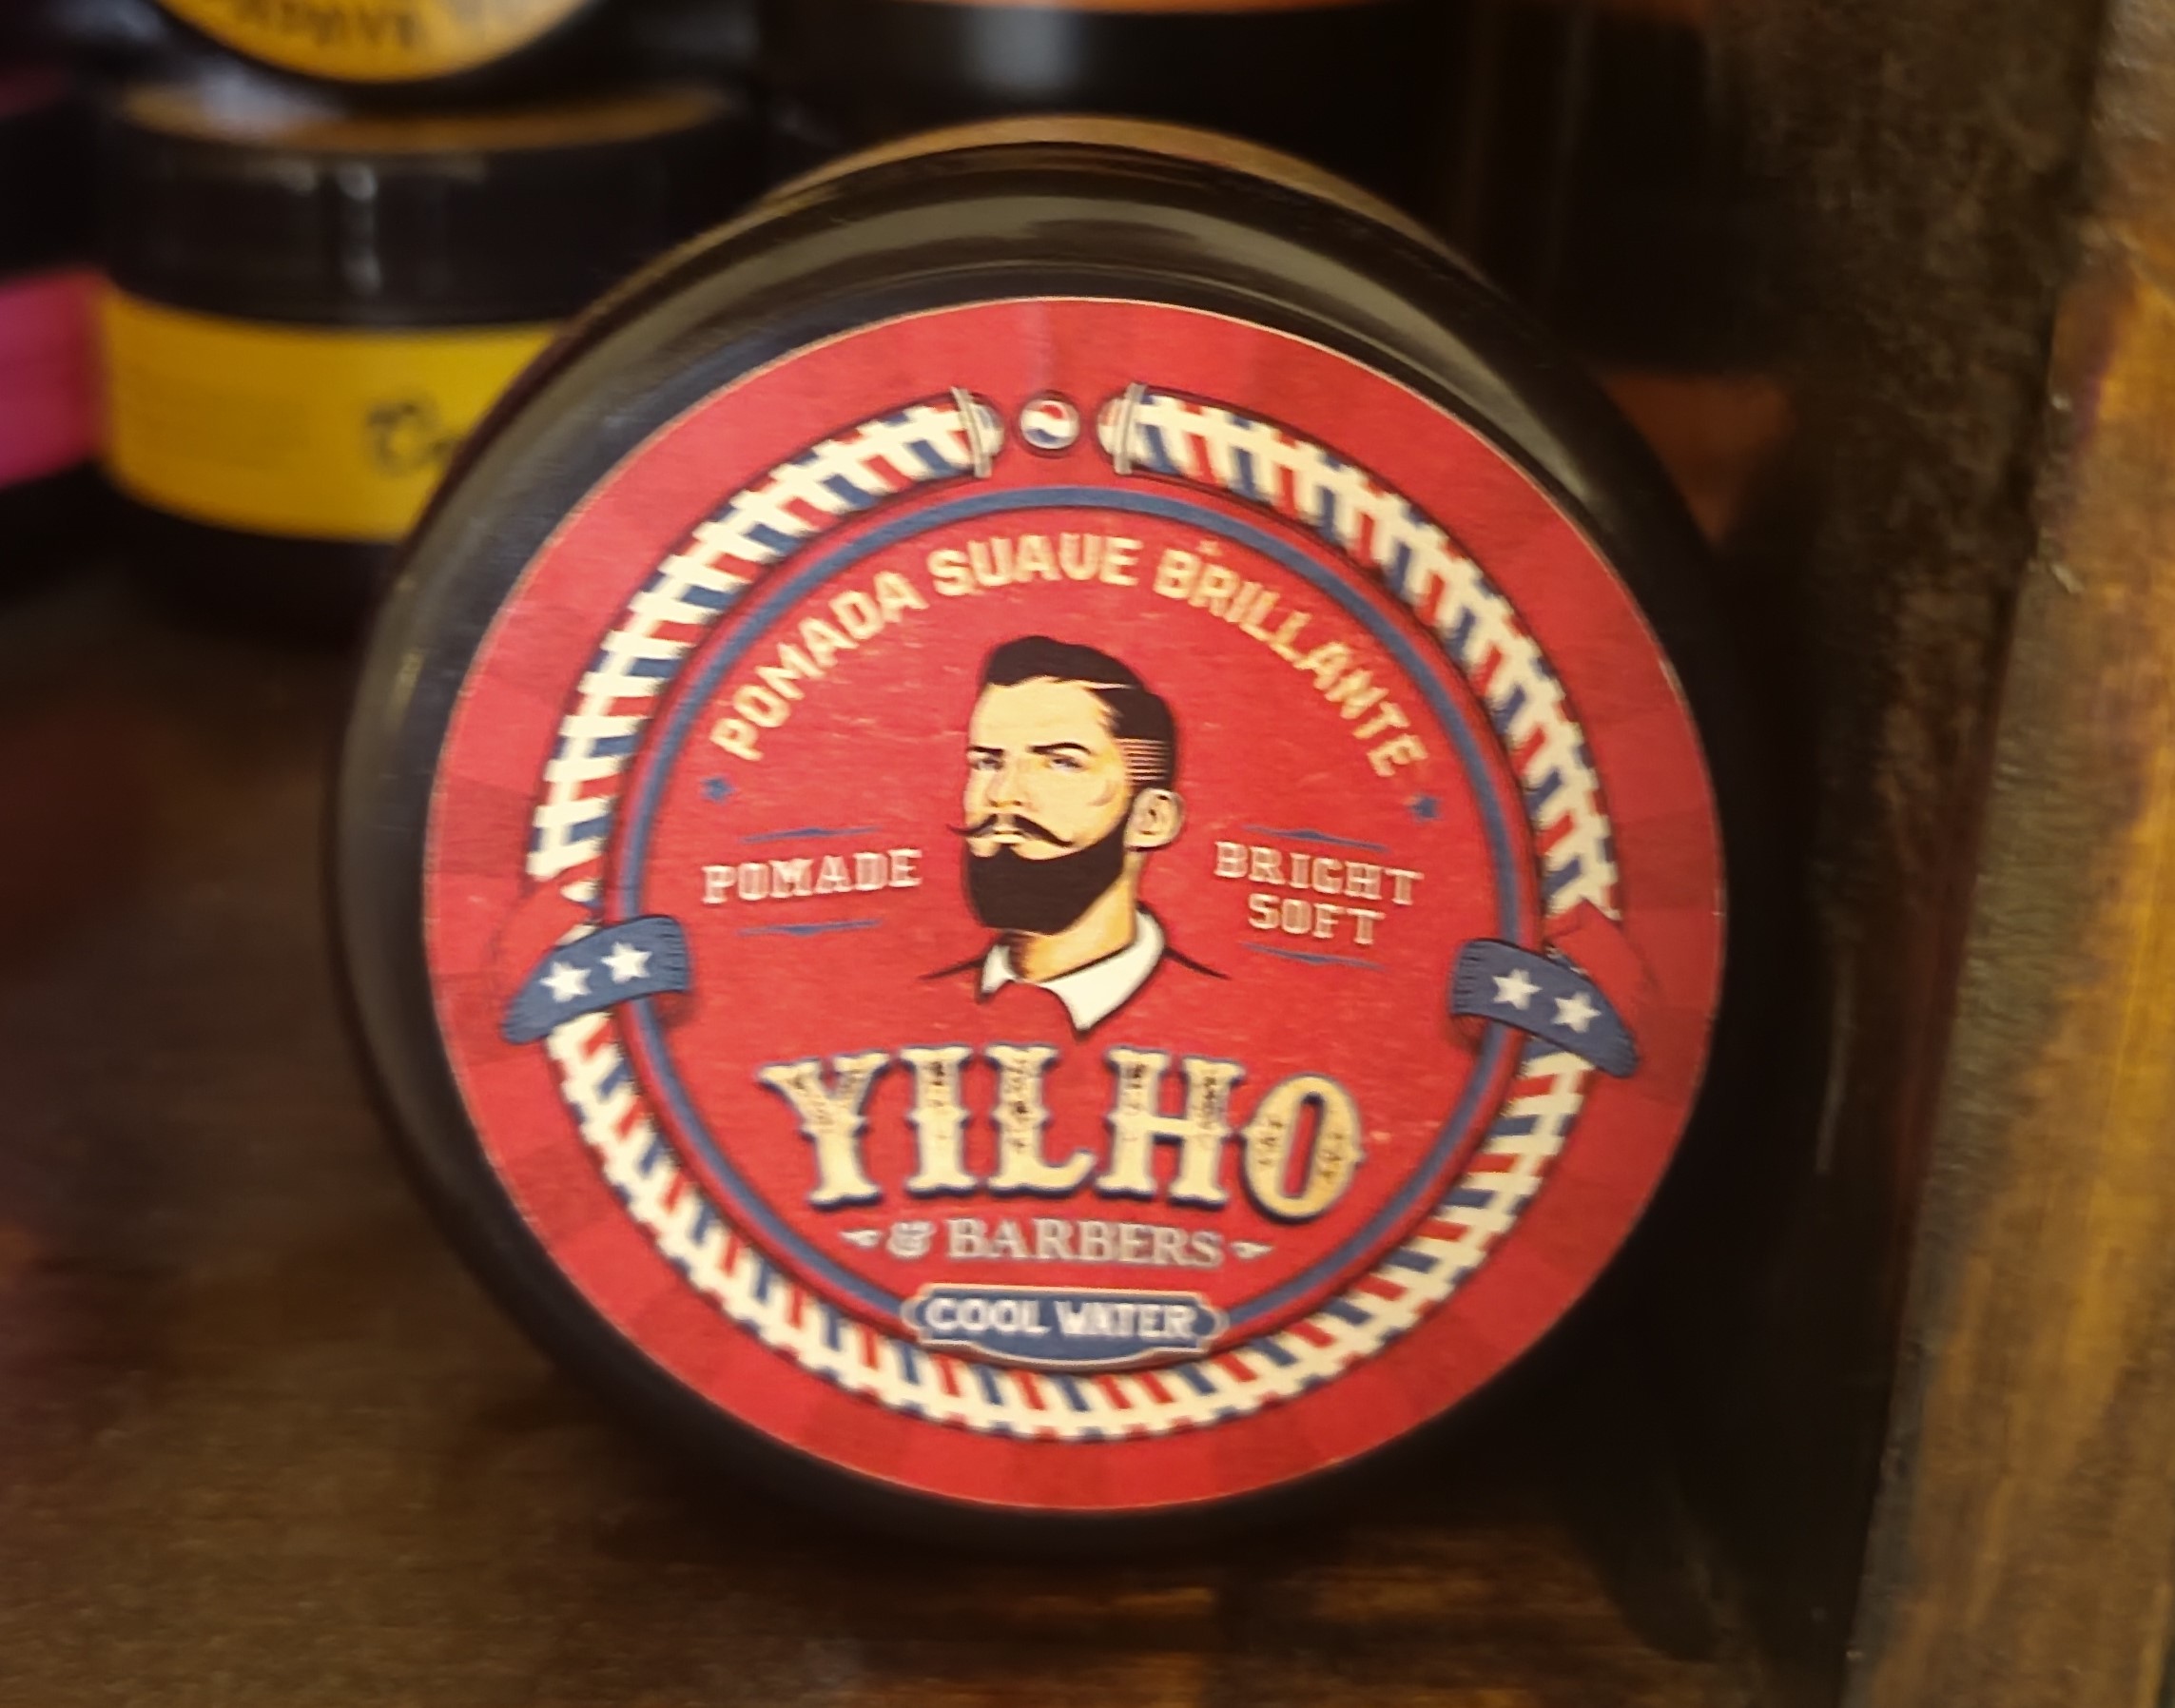 POMADA SUAVE BRILLANTE
POMADE
BRIGHT
SOFT
YILHO
& BARBERS
COOL WATER